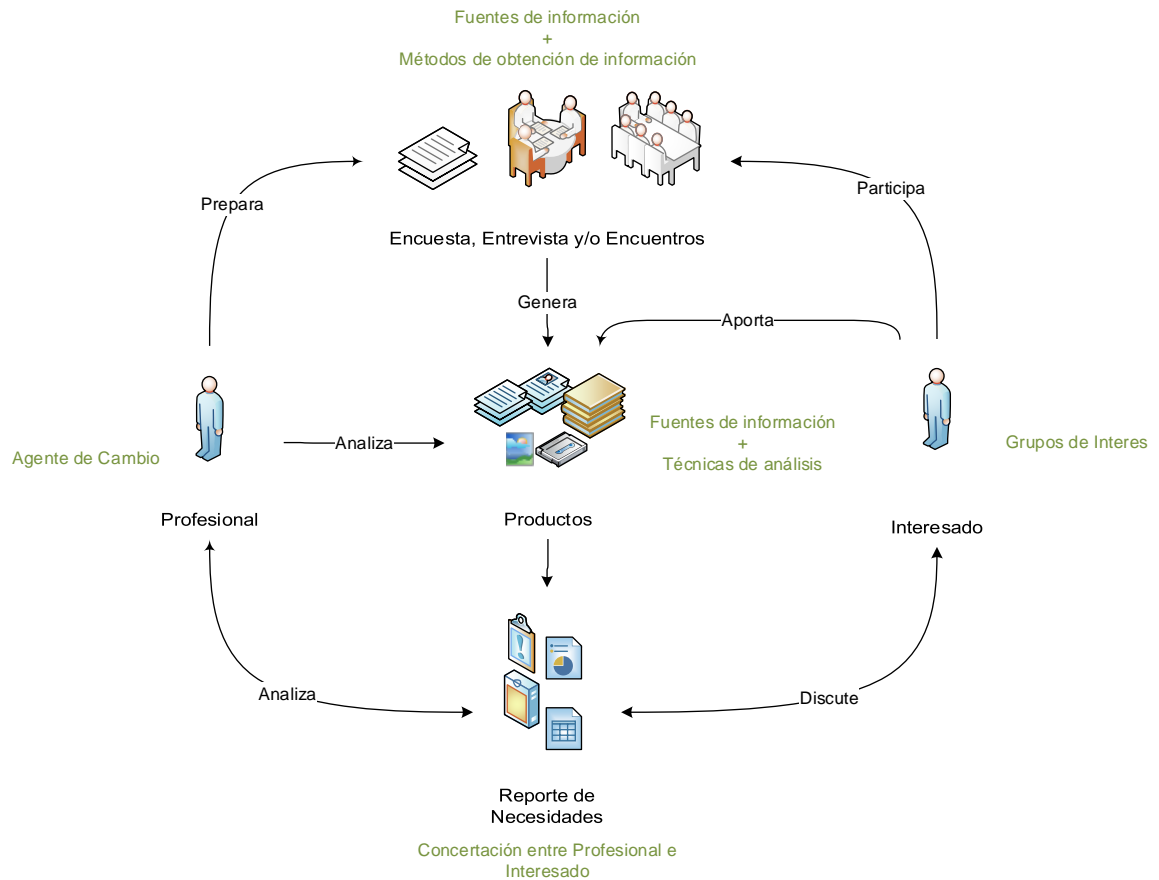 Fuentes de información
+
Métodos de obtención de información
Prepara
Participa
Encuesta, Entrevista y/o Encuentros
Genera
Aporta
Agente de Cambio
Analiza
Fuentes de información
+
Técnicas de análisis
Grupos de Interes
Profesional
Productos
Interesado
Analiza
Discute
Reporte de
Necesidades
Concertación entre Profesional e
Interesado